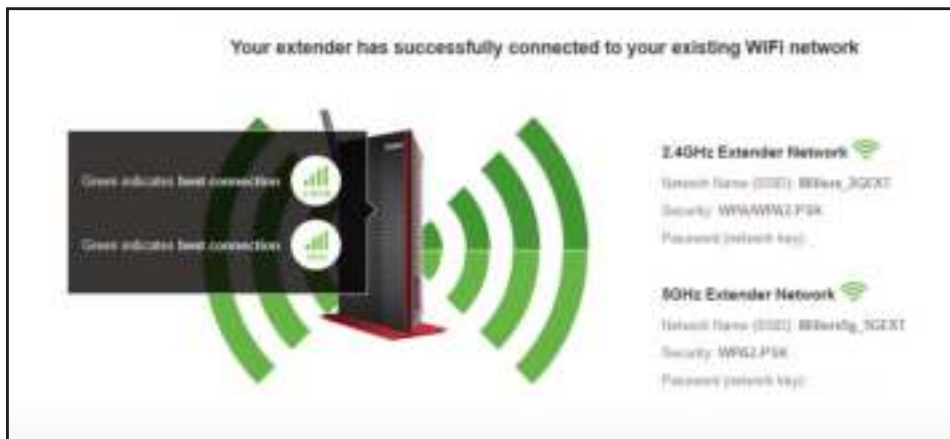 Your extender has successfully connected to your existing WiFi network
Green indicates best connection
Green indicates best connection
2.4GHz Extender Network
Network Name (SSID):
Security: WPA/WPA2-PSK
Password (network key):
5GHz Extender Network
Network Name (SSID):
Security: WPA2-PSK
Password (network key):